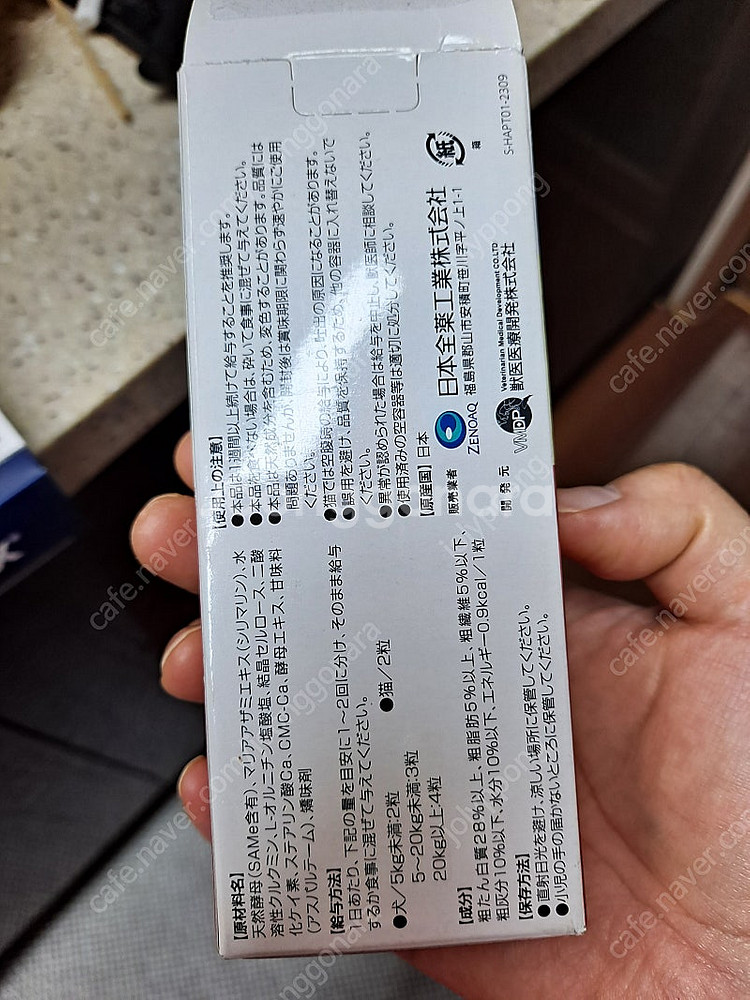 【原材料名】
天然酵母(SAMe含有)、マリアアザミエキス(シリマリン)、水
溶性クルクミン、L-オルニチン塩酸塩、結晶セルロース、二酸
化ケイ素、ステアリン酸Ca、CMC-Ca、酵母エキス、甘味料
(アスパルテーム)、矯味剤
【給与方法】
1日あたり、下記の量を目安に1~2回に分け、そのまま給与
するか食事に混ぜて与えてください。
●犬/5kg未満:2粒 ●猫/2粒
5~20kg未満:3粒
20kg以上:4粒
【成分】
粗たん白質28%以上、粗脂肪5%以上、粗繊維5%以下、
粗灰分10%以下、水分10%以下、エネルギー0.9kcal/1粒
【保存方法】
●直射日光を避け、涼しい場所に保管してください。
●小児の手の届かないところに保管してください。
【使用上の注意】
●本品は1週間以上続けて給与することを推奨します。
●本品を食べない場合は、砕いて食事に混ぜて与えてください。
●本品は天然成分を含むため、変色することがあります。品質には
問題ありませんが、開封後は賞味期限に関わらず速やかにご使用
ください。
●猫では空腹時の給与により、吐出の原因になることがあります。
●誤用を避け、品質を保持するため、他の容器に入れ替えないで
ください。
●異常が認められた場合は給与を中止し、獣医師に相談してください。
●使用済みの空容器等は適切に処分してください。
【原産国】日本
販売業者 ZENOAQ 日本全薬工業株式会社
福島県郡山市安積町笹川字平ノ上1-1
開発元 VMDP Veterinarian Medical Development CO.LTD
獣医医療開発株式会社
紙
箱
S-HAPT01-2309
cafe.naver.com
joonggonara
jyppong